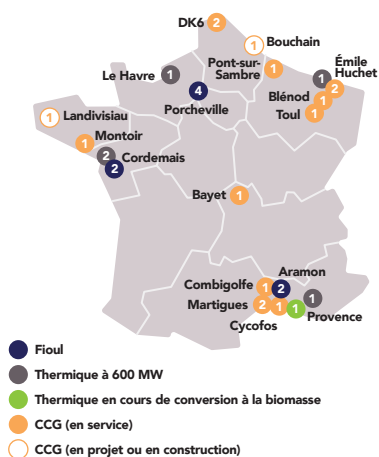 DK6
2
Bouchain
1
Pont-sur-
Sambre
1
Émile
Huchet
1
2
Le Havre
1
4
Porcheville
Blénod
1
Toul
1
1
Landivisiau
Montoir
1
2
Cordemais
2
Bayet
1
Aramon
Combigolfe
1
2
Martigues
2
1
1
1
Provence
Cycofos
Fioul
Thermique à 600 MW
Thermique en cours de conversion à la biomasse
CCG (en service)
CCG (en projet ou en construction)